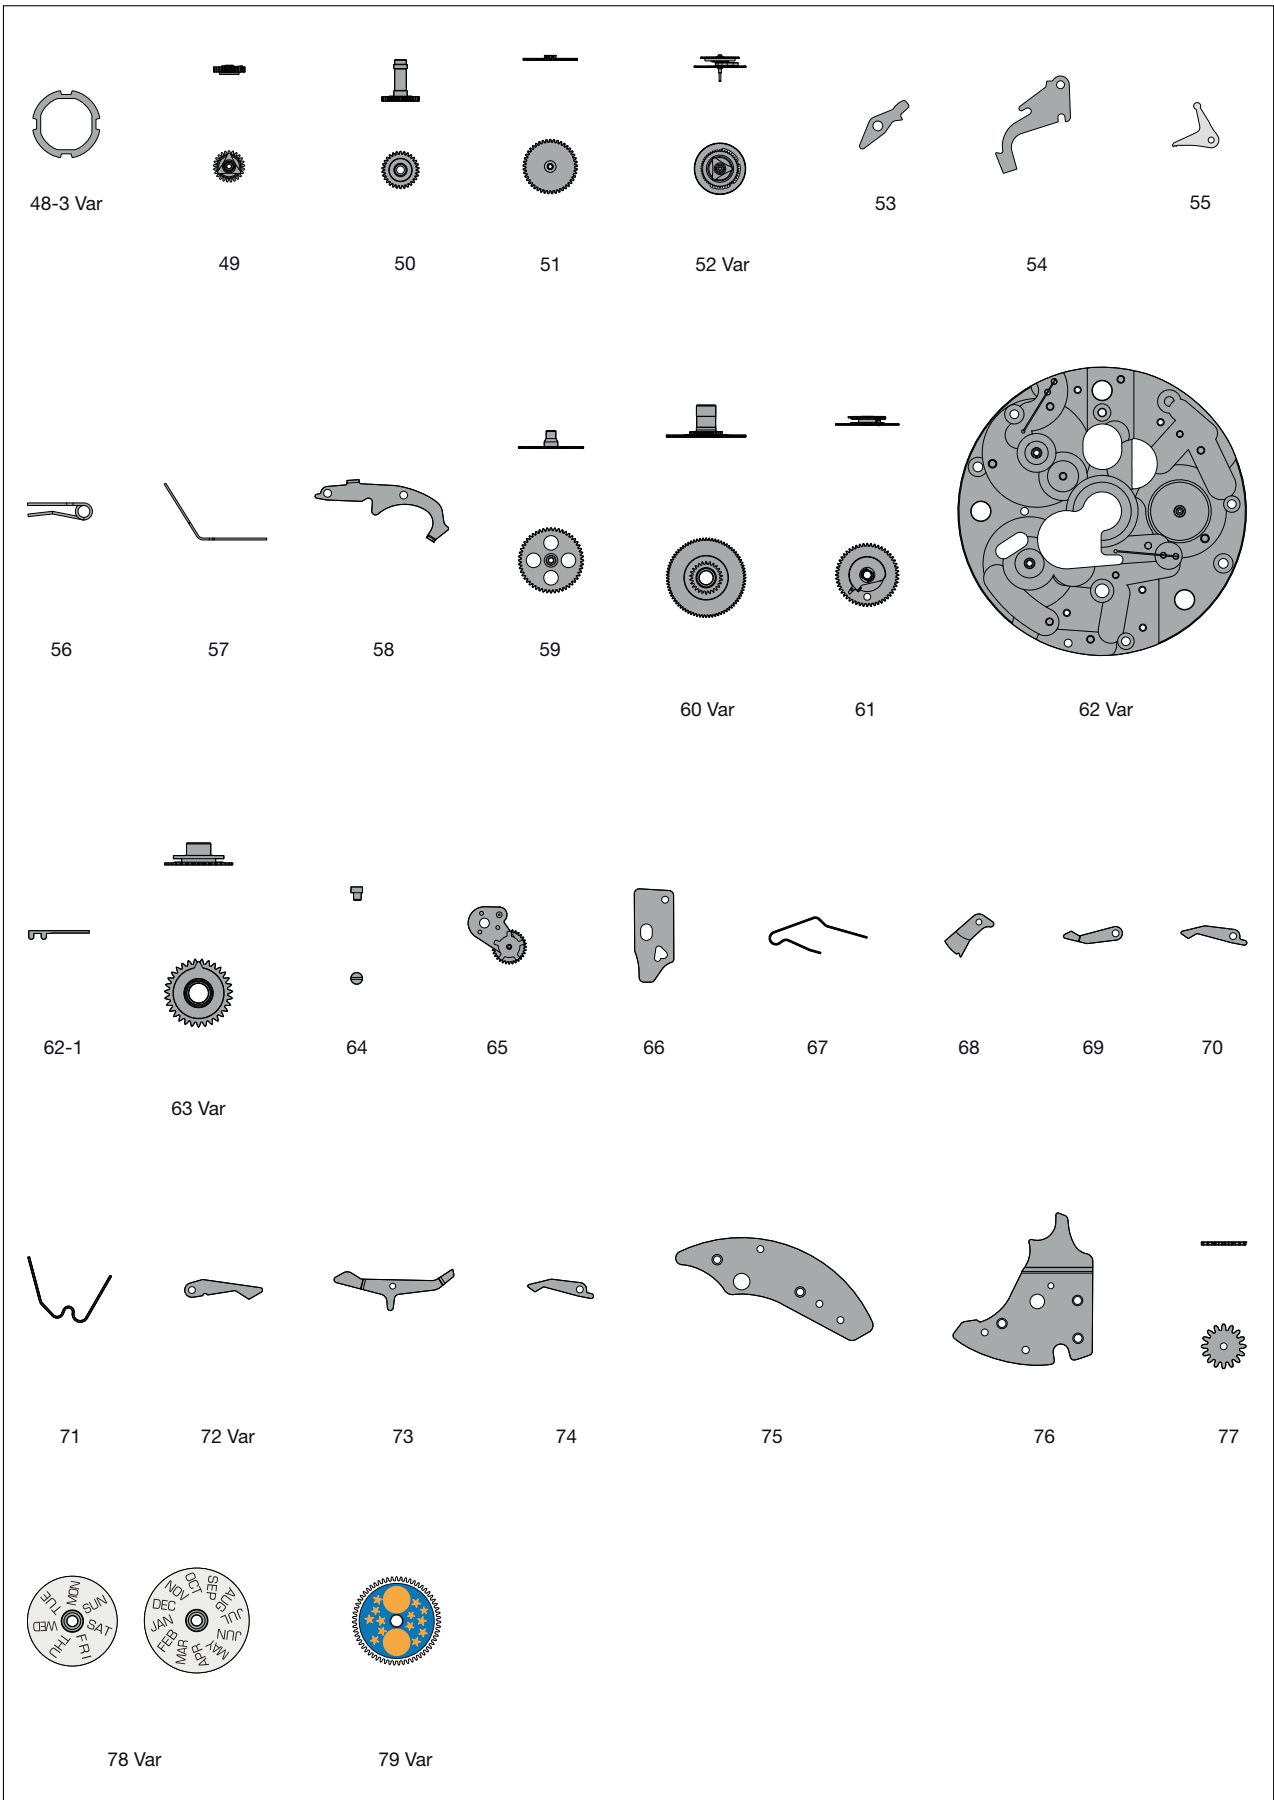 48-3 Var
53
55
49
50
51
52 Var
54
56
57
58
59
60 Var
61
62 Var
62-1
64
65
66
67
68
69
70
63 Var
71
72 Var
73
74
75
76
77
MON
SUN
SAT
FRI
THU
WED
TUE
JAN
FEB
MAR
APR
MAY
JUN
JUL
AUG
SEP
OCT
NOV
DEC
78 Var
79 Var